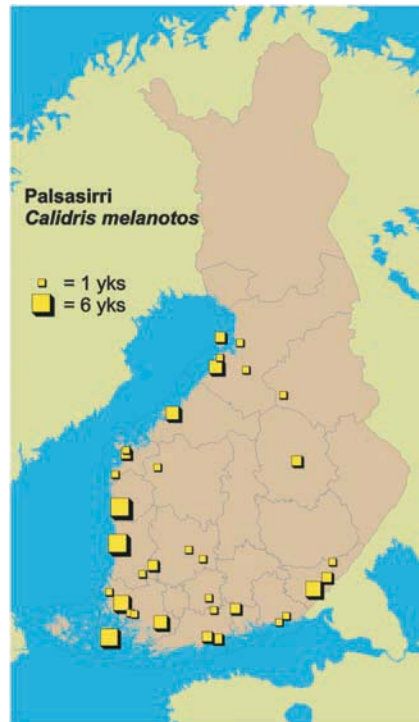 Palsasirri
Calidris melanotos
= 1 yks
= 6 yks